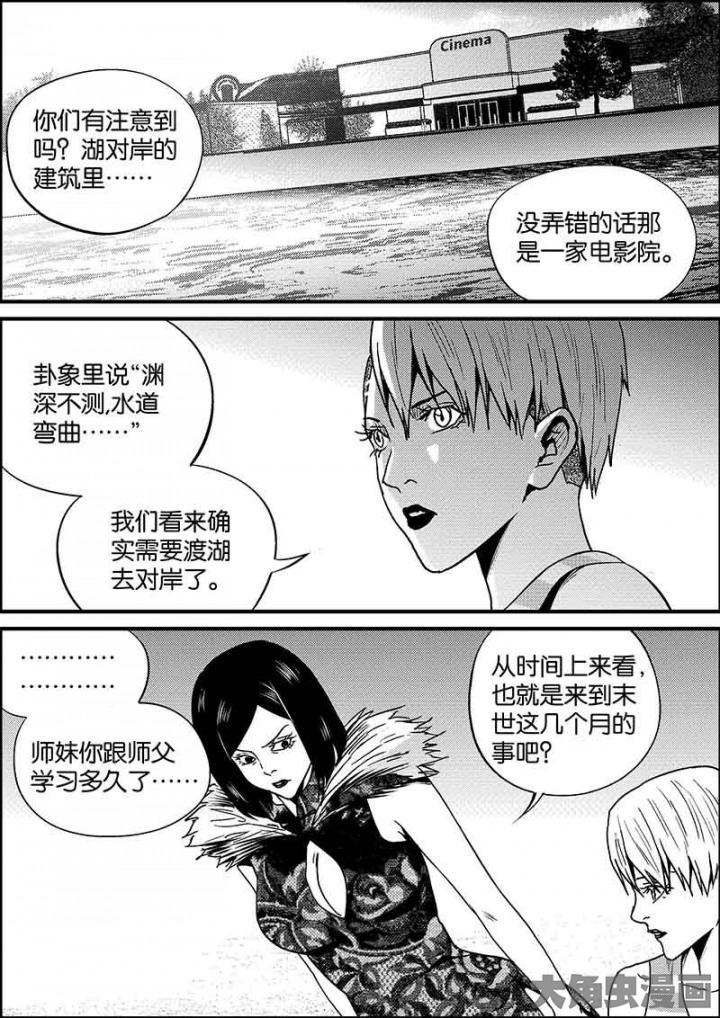 Cinema
你们有注意到
吗？湖对岸的
建筑里……
没弄错的话那
是一家电影院。
卦象里说“渊
深不测,水道
弯曲……”
我们看来确
实需要渡湖
去对岸了。
…………
…………
师妹你跟师父
学习多久了……
从时间上来看，
也就是来到末
世这几个月的
事吧？
大角虫漫画